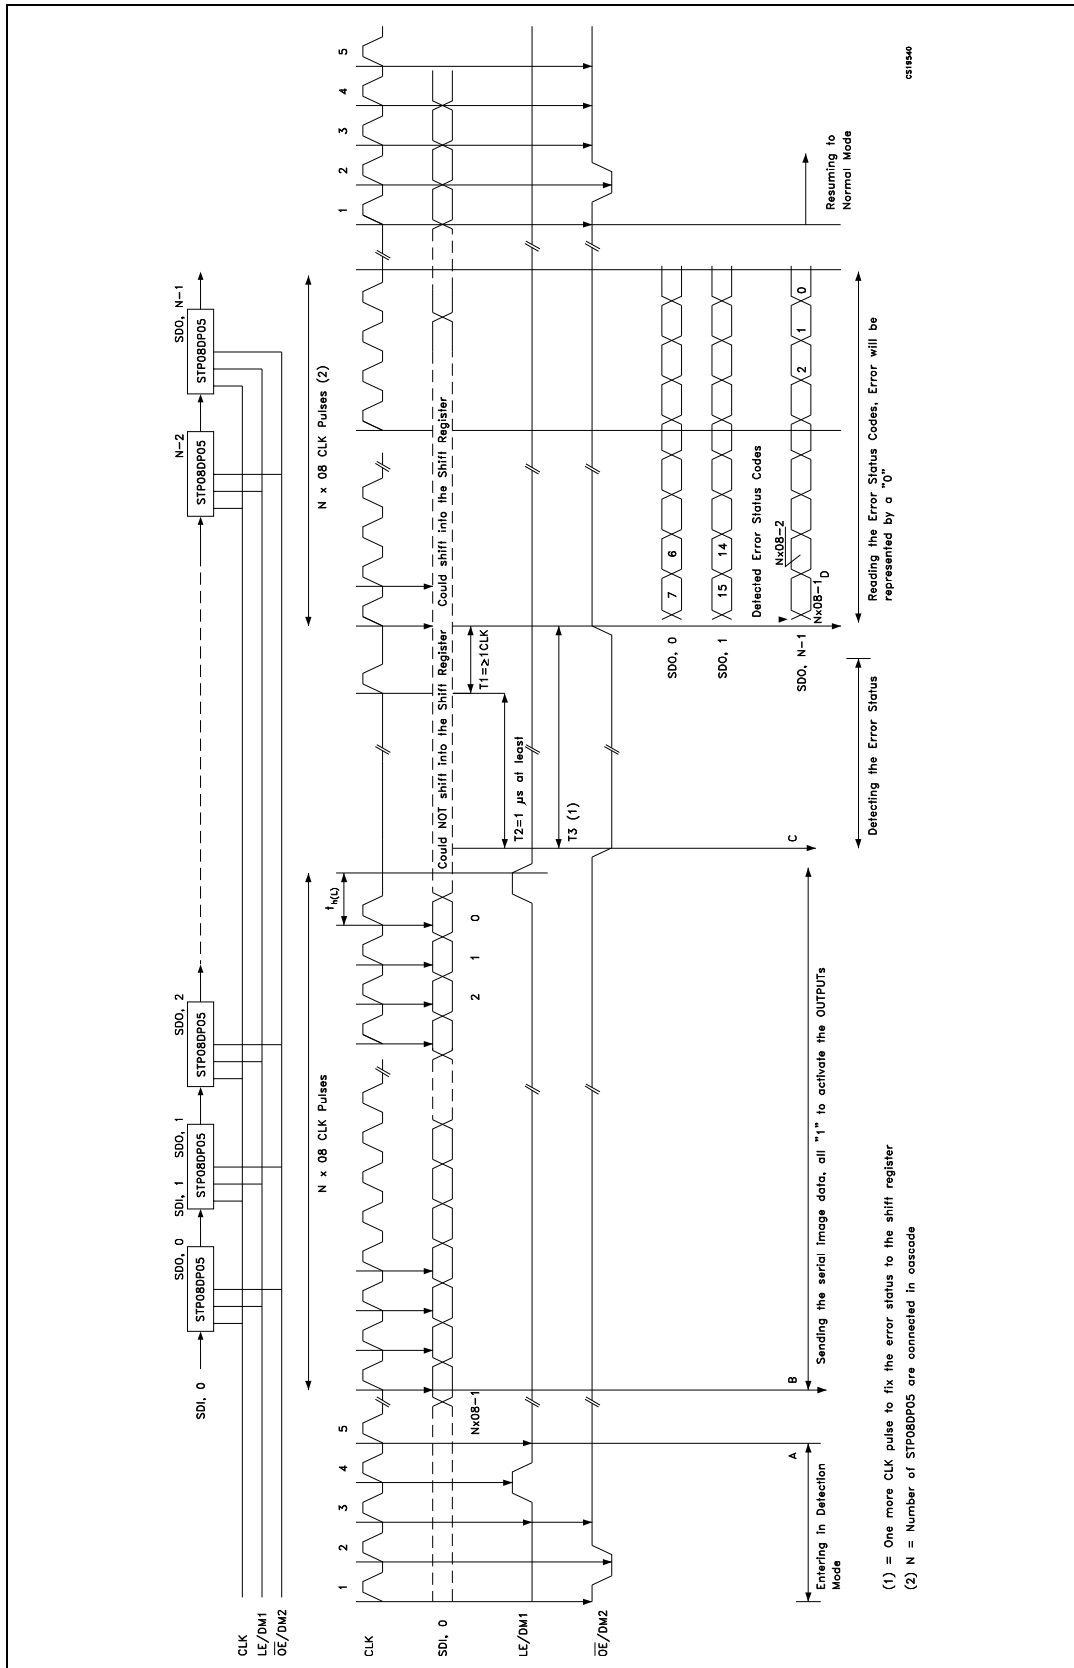 SDI, 0
STP08DP05
SDO, 0
SDI, 1
STP08DP05
SDO, 1
STP08DP05
SDO, 2
STP08DP05
N-2
STP08DP05
SDO, N-1
CLK
LE/DM1
OE/DM2
N x 08 CLK Pulses
N x 08 CLK Pulses (2)
CLK
1
2
3
4
5
th(L)
1
2
3
4
5
SDI, 0
Could NOT shift into the Shift Register
Could shift into the Shift Register
Nx08-1
2
1
0
T1=≥1CLK
T2=1 µs at least
LE/DM1
T3 (1)
OE/DM2
SDO, 0
7
6
SDO, 1
15
14
Detected Error Status Codes
Nx08-2
SDO, N-1
2
1
0
Nx08-1
D
A
B
C
Entering in Detection
Mode
Sending the serial image data, all "1" to activate the OUTPUTs
Detecting the Error Status
Reading the Error Status Codes, Error will be
represented by a "0"
Resuming to
Normal Mode
(1) = One more CLK pulse to fix the error status to the shift register
(2) N = Number of STP08DP05 are connected in cascade
CS19540